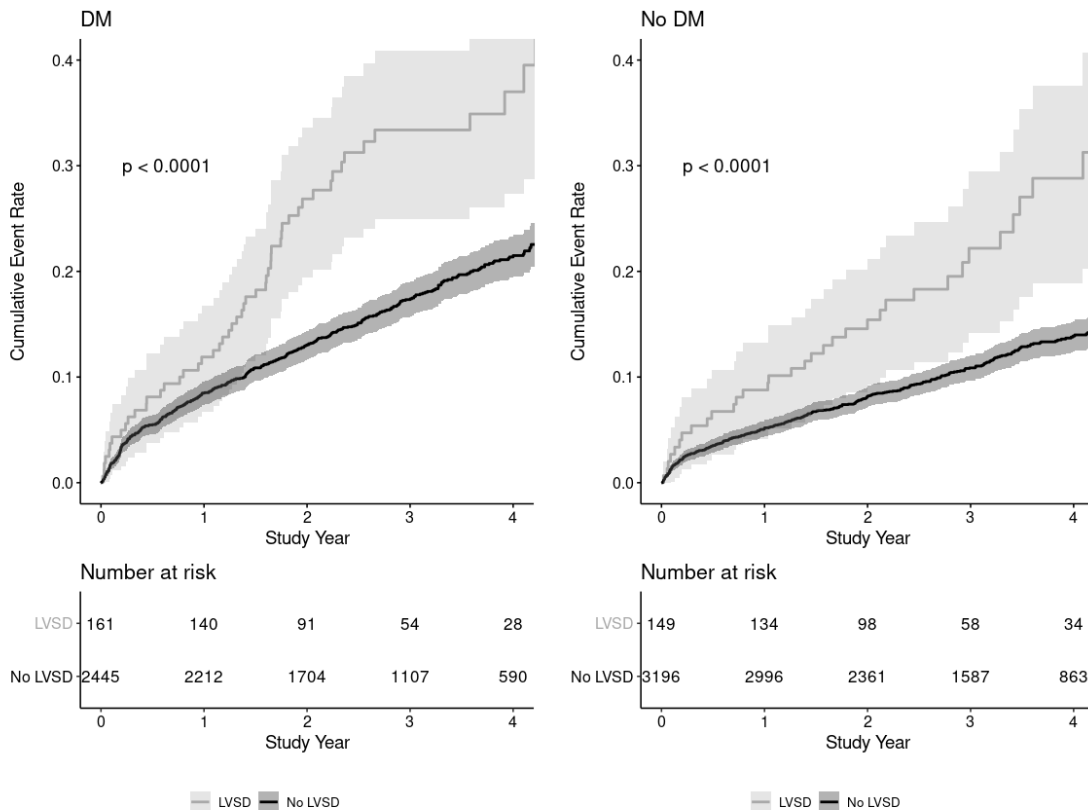 DM
Cumulative Event Rate
0.4
0.3
0.2
0.1
0.0
p < 0.0001
0 1 2 3 4
Study Year
Number at risk
LVSD 161 140 91 54 28
No LVSD 2445 2212 1704 1107 590
0 1 2 3 4
Study Year
LVSD No LVSD
No DM
Cumulative Event Rate
0.4
0.3
0.2
0.1
0.0
p < 0.0001
0 1 2 3 4
Study Year
Number at risk
LVSD 149 134 98 58 34
No LVSD 3196 2996 2361 1587 863
0 1 2 3 4
Study Year
LVSD No LVSD